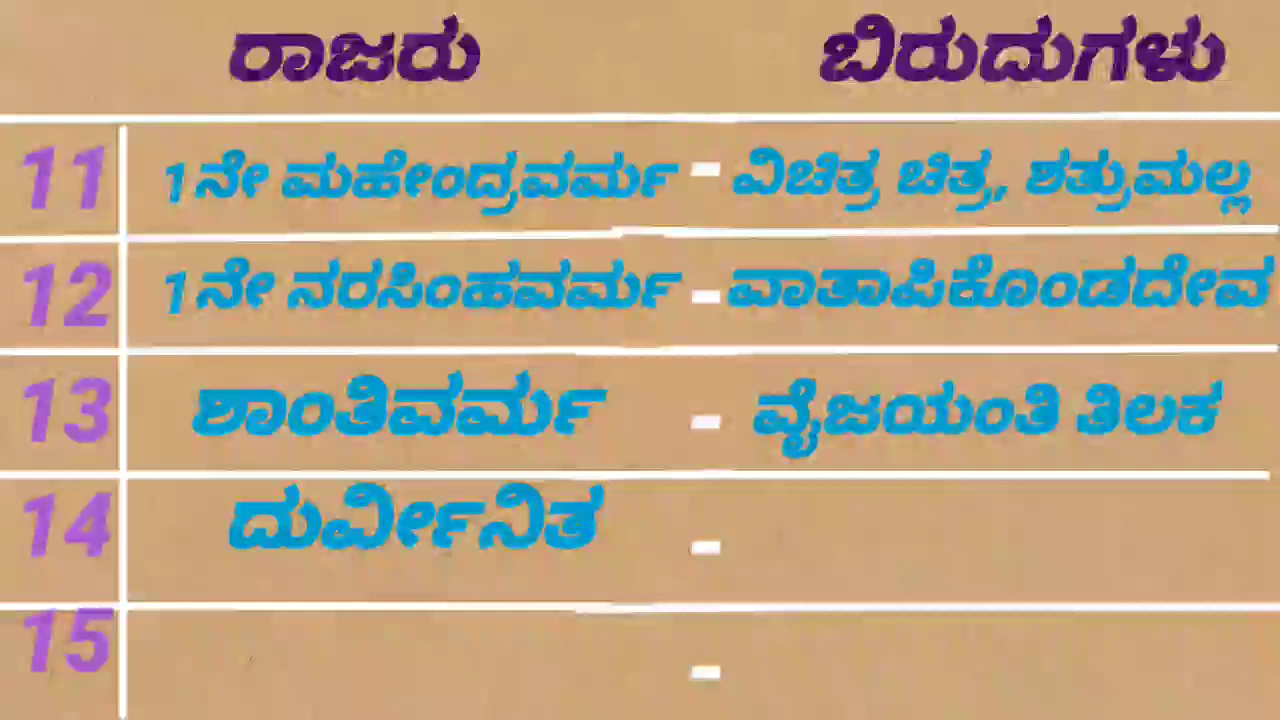 ರಾಜರು ಬಿರುದುಗಳು
11 1ನೇ ಮಹೇಂದ್ರವರ್ಮ - ವಿಚಿತ್ರ ಚಿತ್ರ, ಶತ್ರುಮಲ್ಲ
12 1ನೇ ನರಸಿಂಹವರ್ಮ - ವಾತಾಪಿಕೊಂಡದೇವ
13 ಶಾಂತಿವರ್ಮ - ವೈಜಯಂತಿ ತಿಲಕ
14 ದುರ್ವೀನಿತ -
15 -